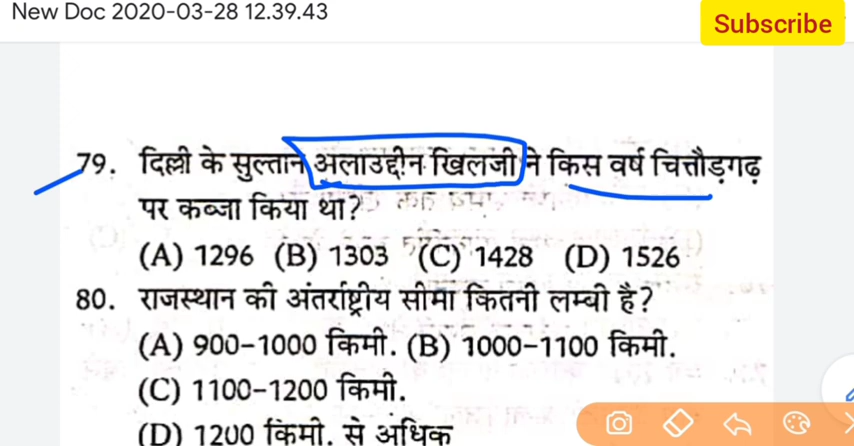 New Doc 2020-03-28 12.39.43
Subscribe
79. दिल्ली के सुल्तान अलाउद्दीन खिलजी ने किस वर्ष चित्तौड़गढ़
पर कब्जा किया था?
(A) 1296 (B) 1303 (C) 1428 (D) 1526
80. राजस्थान की अंतर्राष्ट्रीय सीमा कितनी लम्बी है?
(A) 900-1000 किमी. (B) 1000-1100 किमी.
(C) 1100-1200 किमी.
(D) 1200 किमी. से अधिक